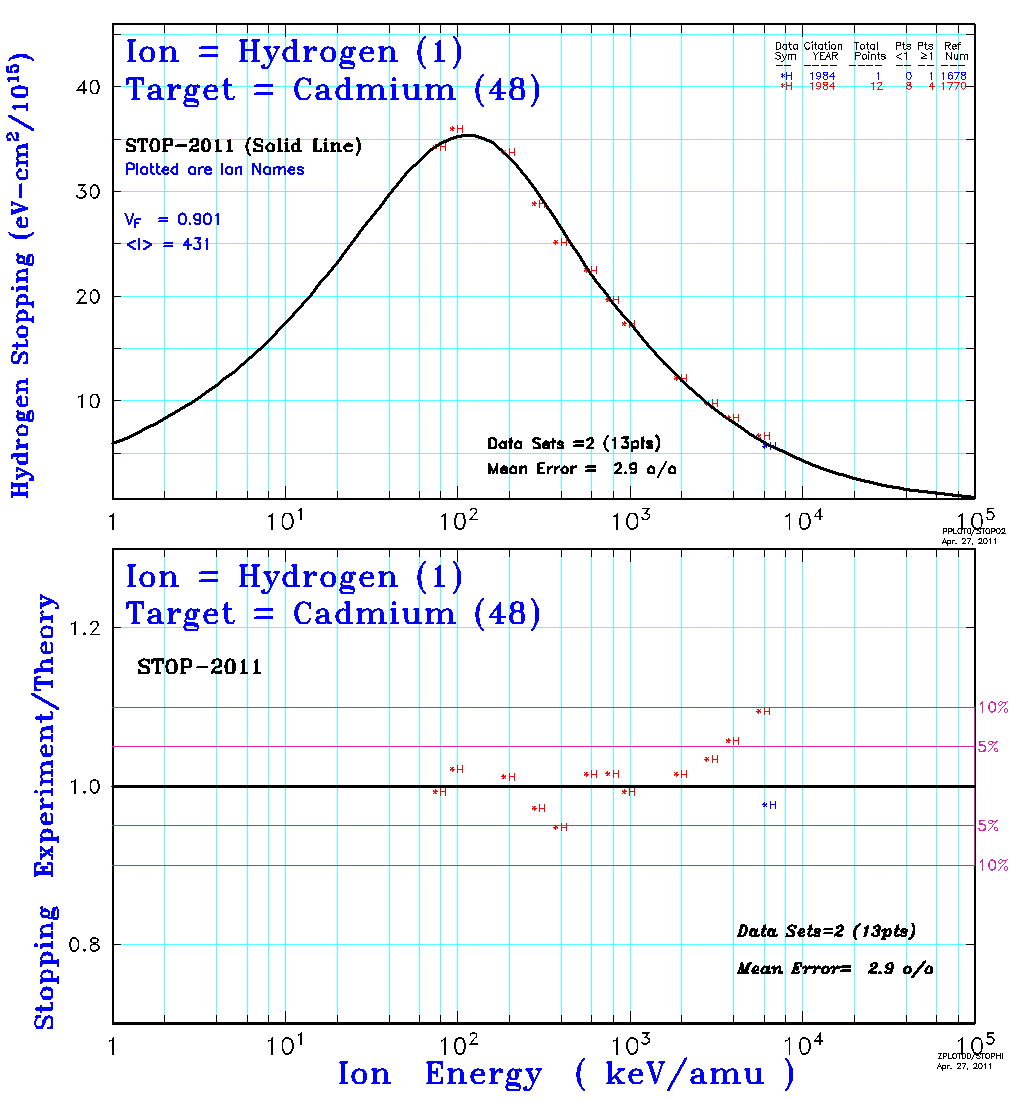 Ion = Hydrogen (1)
Target = Cadmium (48)
STOP-2011 (Solid Line)
Plotted are Ion Names
VF = 0.901
<I> = 431
Data Citation Total Pts Pts Ref
Sym YEAR Points <1 ≥1 Num
*H 1984 1 0 1 1678
*H 1984 12 8 4 1770
Hydrogen Stopping (eV-cm²/10¹⁵)
40
30
20
10
Data Sets =2 (13pts)
Mean Error = 2.9 o/o
1 10¹ 10² 10³ 10⁴ 10⁵
PPLOT0/STOP02
Apr. 27, 2011
Ion = Hydrogen (1)
Target = Cadmium (48)
STOP-2011
Stopping Experiment/Theory
1.2
1.0
0.8
10%
5%
5%
10%
Data Sets=2 (13pts)
Mean Error= 2.9 o/o
1 10¹ 10² 10³ 10⁴ 10⁵
Ion Energy ( keV/amu )
Apr. 27, 2011